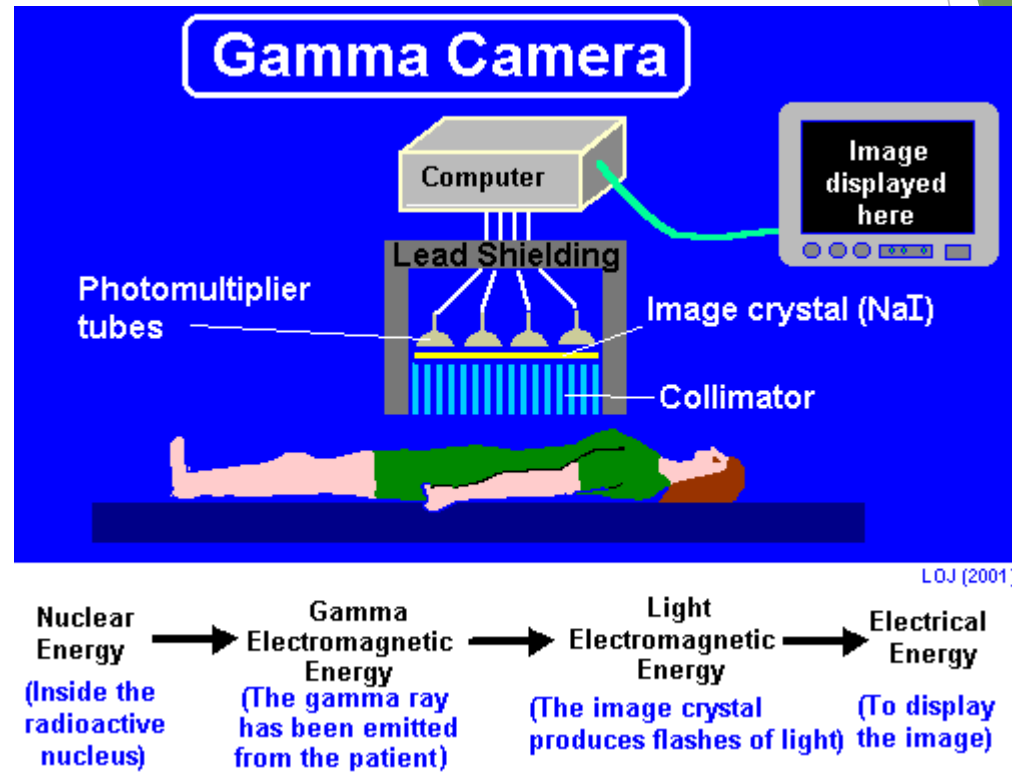 Gamma Camera
Computer
Image
displayed
here
Lead Shielding
Photomultiplier
tubes
Image crystal (NaI)
Collimator
LOJ (2001)
Nuclear
Energy
(Inside the
radioactive
nucleus)
Gamma
Electromagnetic
Energy
(The gamma ray
has been emitted
from the patient)
Light
Electromagnetic
Energy
(The image crystal
produces flashes of light)
Electrical
Energy
(To display
the image)